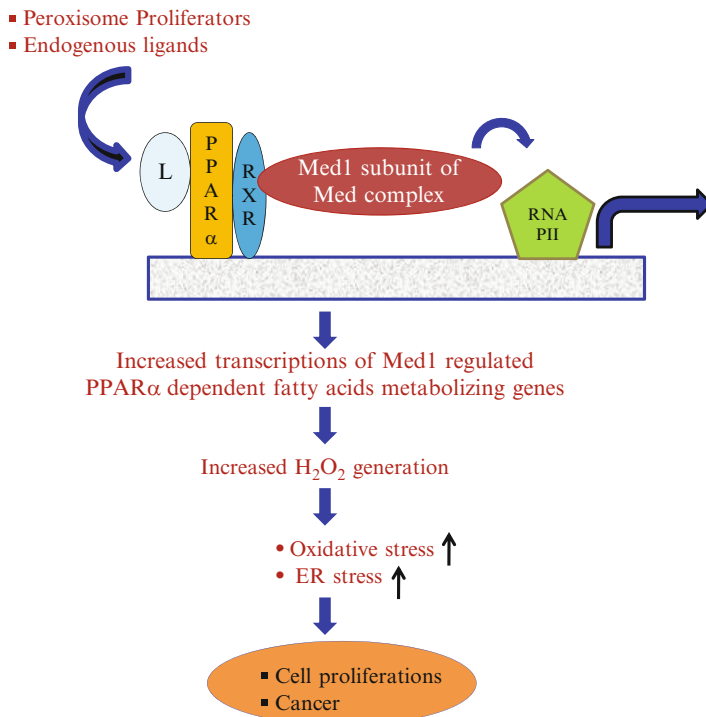 ▪ Peroxisome Proliferators
▪ Endogenous ligands
L
PPARα
RXR
Med1 subunit of
Med complex
RNA
PII
Increased transcriptions of Med1 regulated
PPARα dependent fatty acids metabolizing genes
Increased H₂O₂ generation
• Oxidative stress ↑
• ER stress ↑
▪ Cell proliferations
▪ Cancer